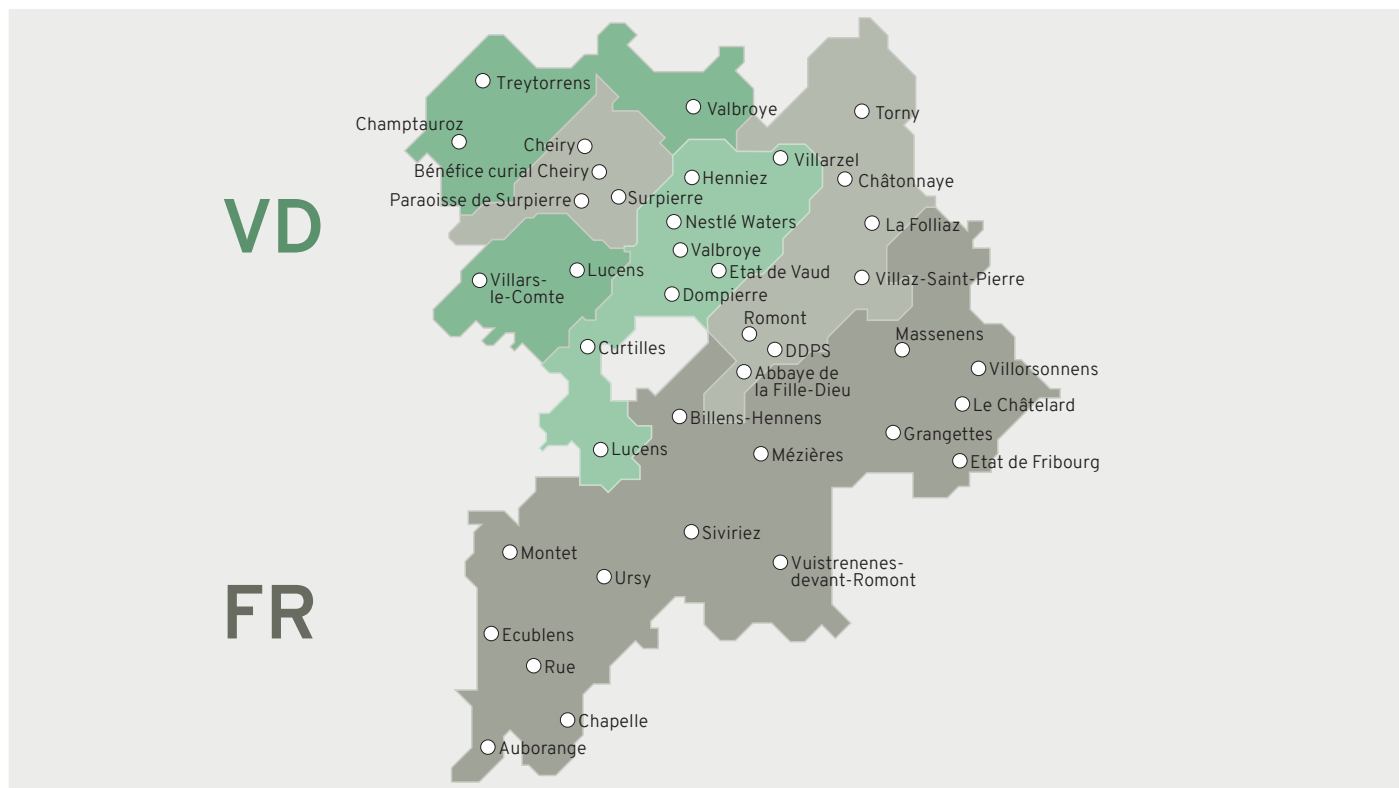 Treytorrens
Valbroye
Torny
Champtauroz
Cheiry
Villarzel
Bénéfice curial Cheiry
Henniez
Châtonnaye
Paraoisse de Surpierre
Surpierre
VD
Nestlé Waters
La Folliaz
Valbroye
Lucens
Etat de Vaud
Villars-
le-Comte
Villaz-Saint-Pierre
Dompierre
Romont
Massenens
Curtilles
DDPS
Villorsonnens
Abbaye de
la Fille-Dieu
Le Châtelard
Billens-Hennens
Grangettes
Lucens
Mézières
Etat de Fribourg
Siviriez
Montet
Vuistrenenes-
devant-Romont
Ursy
FR
Ecublens
Rue
Chapelle
Auborange